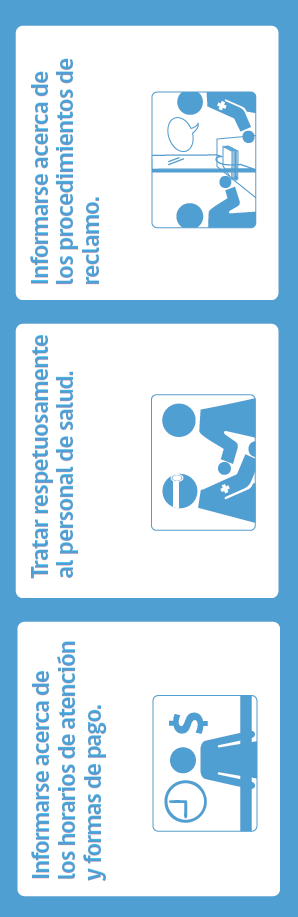 Informarse acerca de
los horarios de atención
y formas de pago.
Tratar respetuosamente
al personal de salud.
Informarse acerca de
los procedimientos de
reclamo.